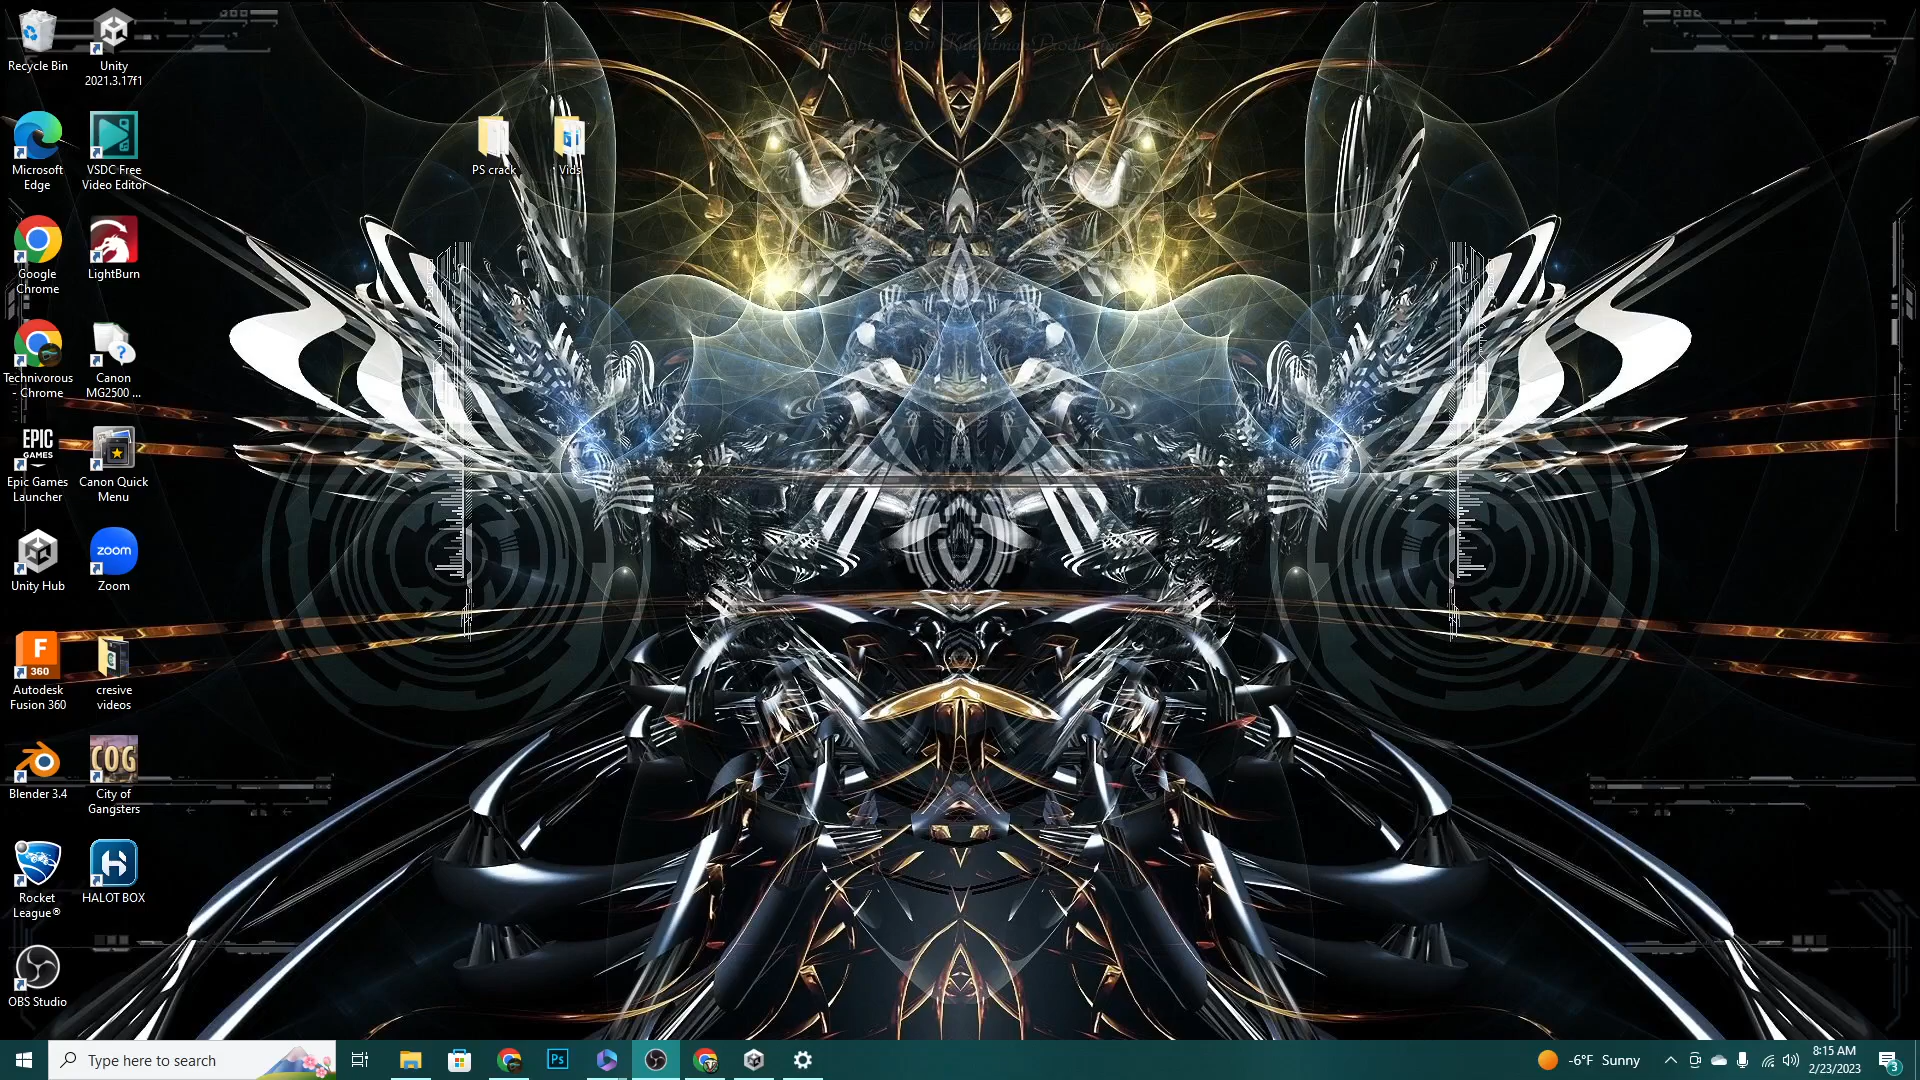 Recycle Bin
Unity
2021.3.17f1
Microsoft
Edge
VSDC Free
Video Editor
PS crack
Vids
Google
Chrome
LightBurn
Technivorous
- Chrome
Canon
MG2500 ...
EPIC
GAMES
Epic Games
Launcher
Canon Quick
Menu
Unity Hub
zoom
Zoom
F
360
Autodesk
Fusion 360
cresive
videos
Blender 3.4
COG
City of
Gangsters
Rocket
League®
H
HALOT BOX
OBS Studio
Type here to search
Ps
-6°F Sunny
8:15 AM
2/23/2023
3